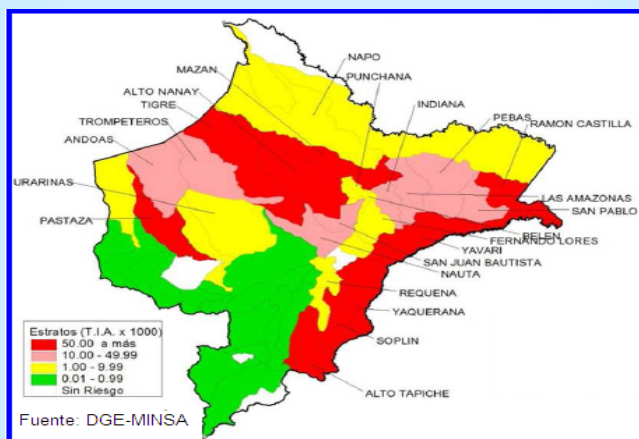 NAPO
MAZAN
PUNCHANA
ALTO NANAY
INDIANA
TIGRE
PEBAS
TROMPETEROS
RAMON CASTILLA
ANDOAS
URARINAS
LAS AMAZONAS
PASTAZA
SAN PABLO
BELEN
FERNANDO LORES
YAVARI
SAN JUAN BAUTISTA
NAUTA
REQUENA
YAQUERANA
SOPLIN
ALTO TAPICHE
Estratos (T.I.A. x 1000)
50.00 a más
10.00 - 49.99
1.00 - 9.99
0.01 - 0.99
Sin Riesgo
Fuente: DGE-MINSA